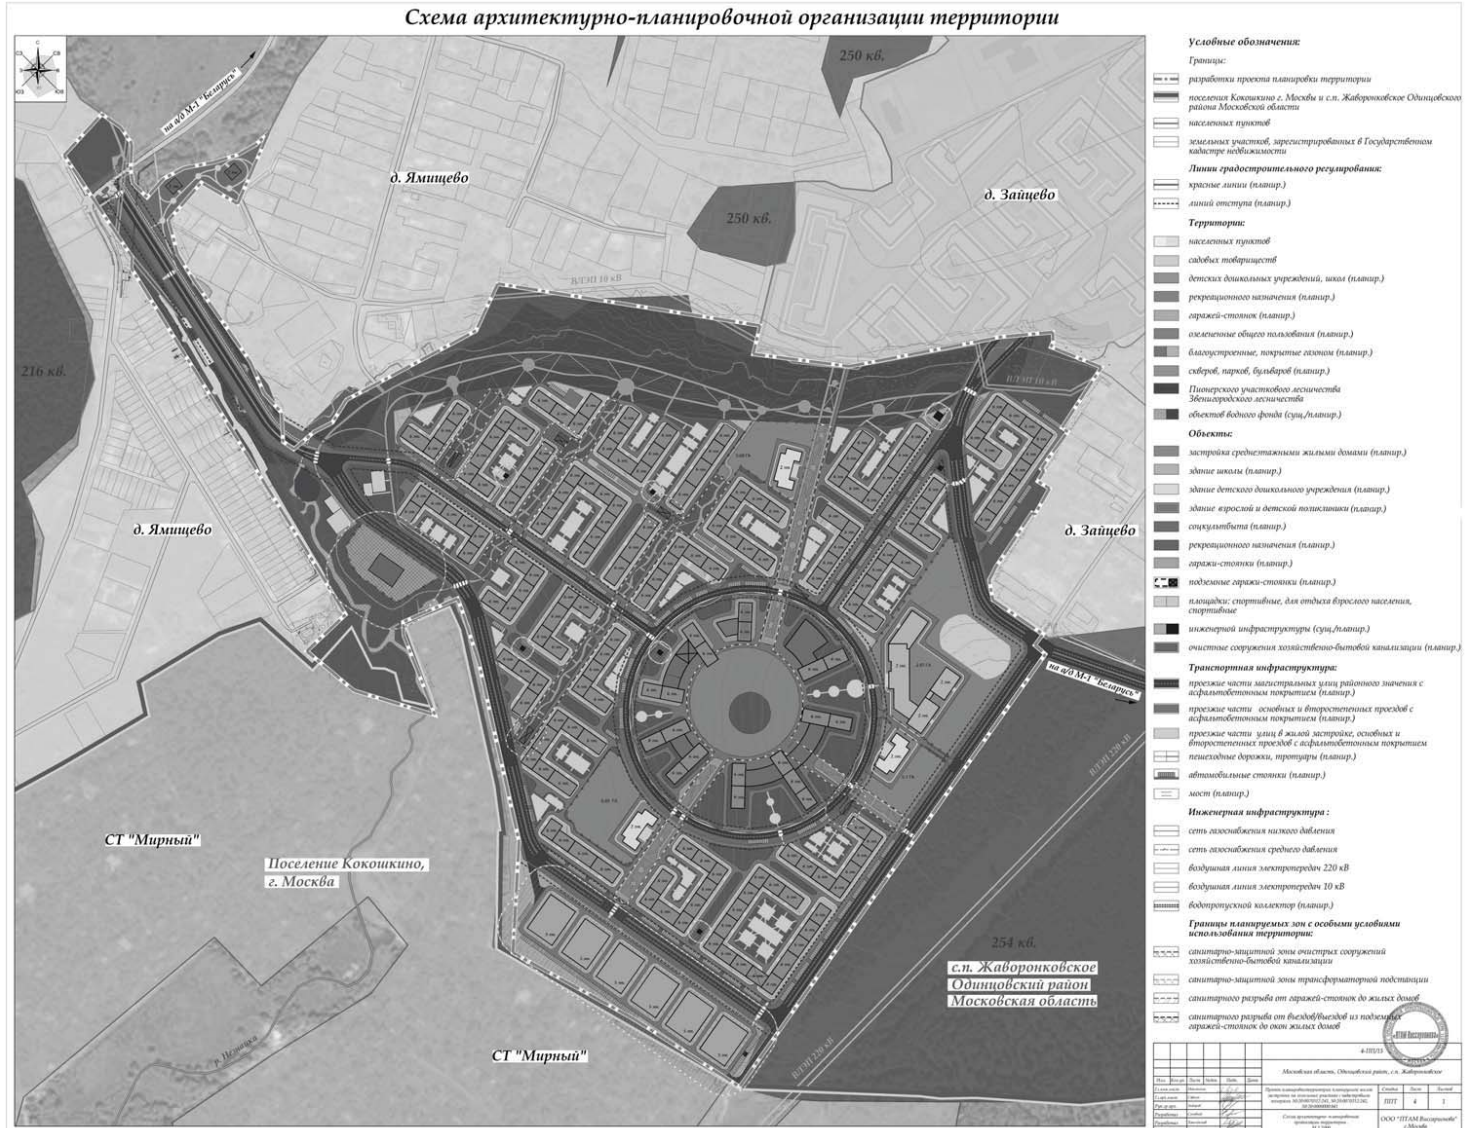 Схема архитектурно-планировочной организации территории
250 кв.
на а/д М-1 "Беларусь"
д. Ямищево
д. Зайцево
250 кв.
ВЛЭП 10 кВ
216 кв.
ВЛЭП 10 кВ
д. Ямищево
д. Зайцево
на а/д М-1 "Беларусь"
ВЛЭП 220 кВ
СТ "Мирный"
Поселение Кокошкино,
г. Москва
254 кв.
с.п. Жаворонковское
Одинцовский район
Московская область
СТ "Мирный"
ВЛЭП 220 кВ
Условные обозначения:
Границы:
разработки проекта планировки территории
поселения Кокошкино г. Москвы и с.п. Жаворонковское Одинцовского
района Московской области
населенных пунктов
земельных участков, зарегистрированных в Государственном
кадастре недвижимости
Линии градостроительного регулирования:
красные линии (планир.)
линий отступа (планир.)
Территории:
населенных пунктов
садовых товариществ
детских дошкольных учреждений, школ (планир.)
рекреационного назначения (планир.)
гаражей-стоянок (планир.)
озелененные общего пользования (планир.)
благоустроенные, покрытые газоном (планир.)
скверов, парков, бульваров (планир.)
Пионерского участкового лесничества
Звенигородского лесничества
объектов водного фонда (сущ./планир.)
Объекты:
застройка среднеэтажными жилыми домами (планир.)
здание школы (планир.)
здание детского дошкольного учреждения (планир.)
здание взрослой и детской поликлиники (планир.)
соцкультбыта (планир.)
рекреационного назначения (планир.)
гаражи-стоянки (планир.)
подземные гаражи-стоянки (планир.)
площадки: спортивные, для отдыха взрослого населения,
спортивные
инженерной инфраструктуры (сущ./планир.)
очистные сооружения хозяйственно-бытовой канализации (планир.)
Транспортная инфраструктура:
проезжие части магистральных улиц районного значения с
асфальтобетонным покрытием (планир.)
проезжие части основных и второстепенных проездов с
асфальтобетонным покрытием (планир.)
проезжие части улиц в жилой застройке, основных и
второстепенных проездов с асфальтобетонным покрытием
пешеходные дорожки, тротуары (планир.)
автомобильные стоянки (планир.)
мост (планир.)
Инженерная инфраструктура :
сеть газоснабжения низкого давления
сеть газоснабжения среднего давления
воздушная линия электропередач 220 кВ
воздушная линия электропередач 10 кВ
водопропускной коллектор (планир.)
Границы планируемых зон с особыми условиями
использования территории:
санитарно-защитной зоны очистрых сооружений
хозяйственно-бытовой канализации
санитарно-защитной зоны трансформаторной подстанции
санитарного разрыва от гаражей-стоянок до жилых домов
санитарного разрыва от въездов/выездов из подземных
гаражей-стоянок до окон жилых домов
Московская область, Одинцовский район, с.п. Жаворонковское
ППТ 4